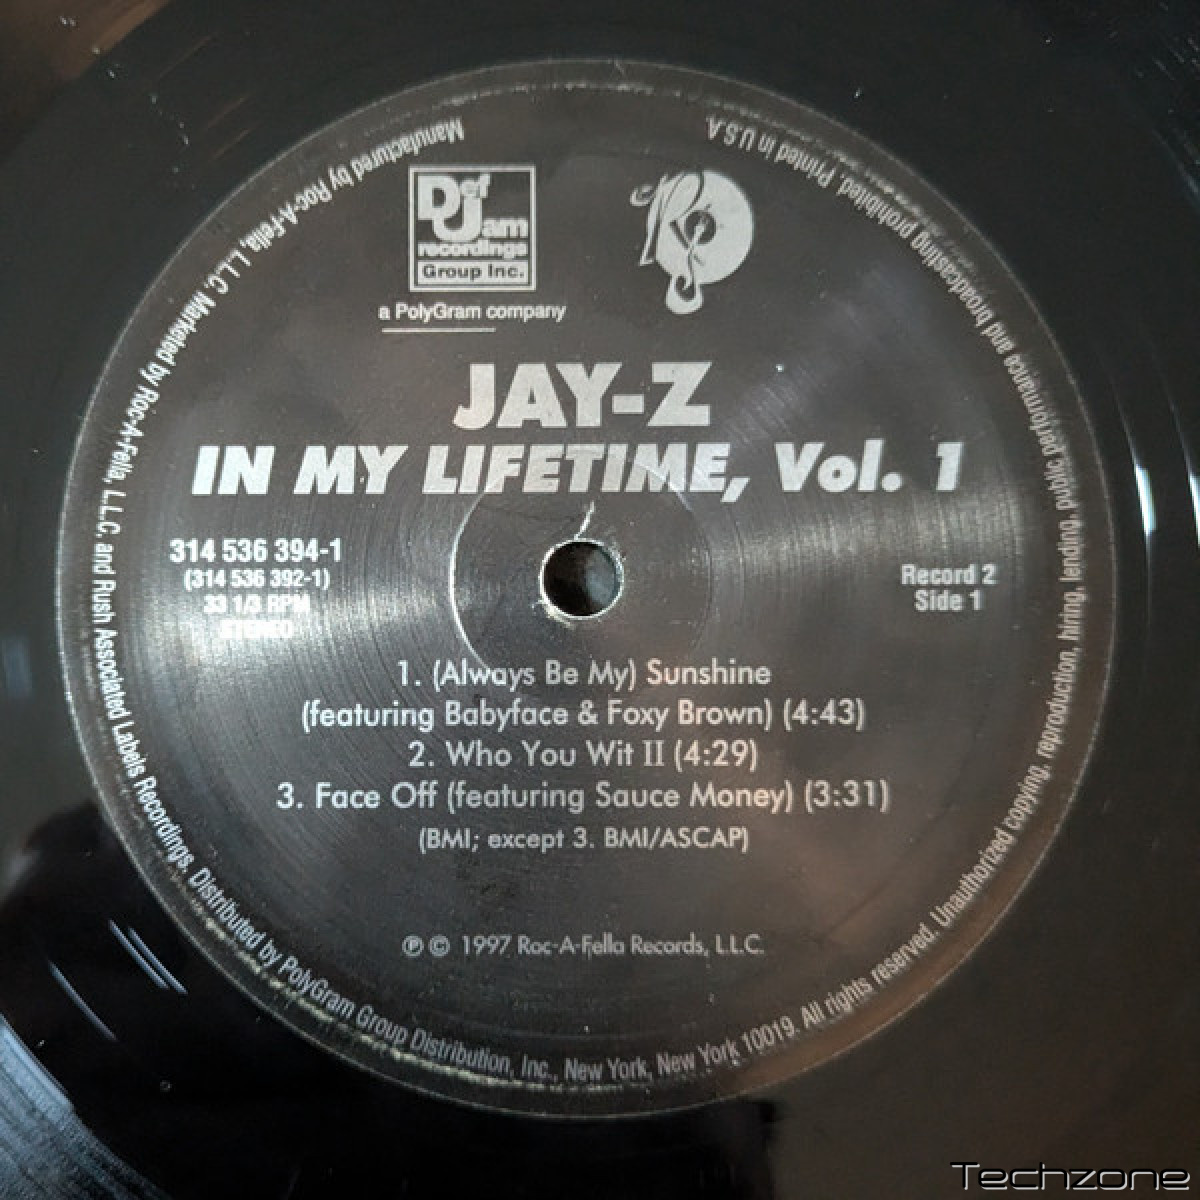 Def
Jam
recordings
Group Inc.
a PolyGram company
JAY-Z
IN MY LIFETIME, Vol. 1
314 536 394-1
(314 536 392-1)
33 1/3 RPM
STEREO
Record 2
Side 1
1. (Always Be My) Sunshine
(featuring Babyface & Foxy Brown) (4:43)
2. Who You Wit II (4:29)
3. Face Off (featuring Sauce Money) (3:31)
(BMI; except 3. BMI/ASCAP)
℗ © 1997 Roc-A-Fella Records, L.L.C.
Manufactured by Roc-A-Fella, L.L.C. Marketed by Roc-A-Fella, L.L.C. and Rush Associated Labels Recordings. Distributed by PolyGram Group Distribution, Inc., New York, New York 10019. All rights reserved. Unauthorized copying, reproduction, hiring, lending, public performance and broadcasting prohibited. Printed in U.S.A.
Techzone